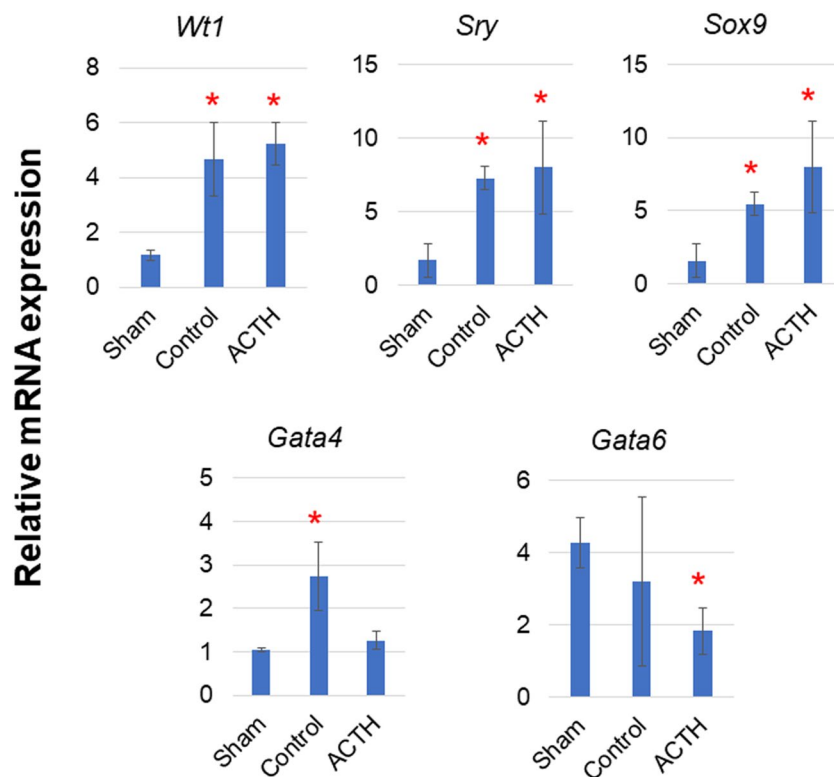 Relative mRNA expression
Wt1
8
6
4
2
0
*
*
Sham
Control
ACTH
Sry
15
10
5
0
*
*
Sham
Control
ACTH
Sox9
15
10
5
0
*
*
Sham
Control
ACTH
Gata4
5
4
3
2
1
0
*
Sham
Control
ACTH
Gata6
6
4
2
0
*
Sham
Control
ACTH